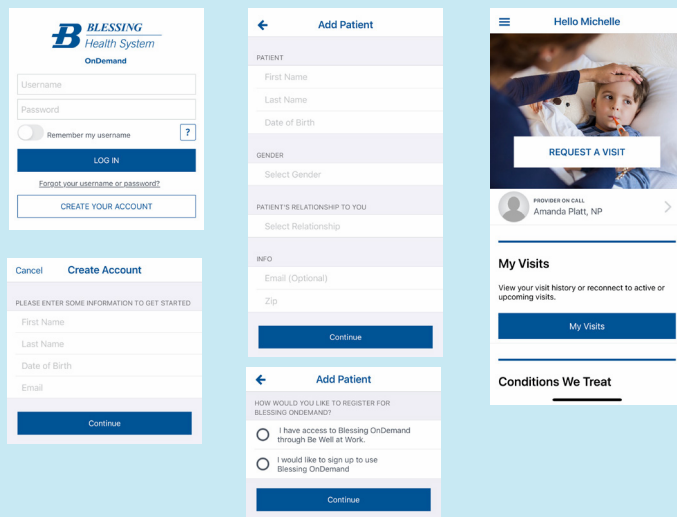 B BLESSING
Health System
OnDemand
Username
Password
Remember my username
?
LOG IN
Forgot your username or password?
CREATE YOUR ACCOUNT
Cancel Create Account
PLEASE ENTER SOME INFORMATION TO GET STARTED
First Name
Last Name
Date of Birth
Email
Continue
Add Patient
PATIENT
First Name
Last Name
Date of Birth
GENDER
Select Gender
PATIENT'S RELATIONSHIP TO YOU
Select Relationship
INFO
Email (Optional)
Zip
Continue
Add Patient
HOW WOULD YOU LIKE TO REGISTER FOR
BLESSING ONDEMAND?
I have access to Blessing OnDemand
through Be Well at Work.
I would like to sign up to use
Blessing OnDemand
Continue
Hello Michelle
REQUEST A VISIT
PROVIDER ON CALL
Amanda Platt, NP
My Visits
View your visit history or reconnect to active or
upcoming visits.
My Visits
Conditions We Treat